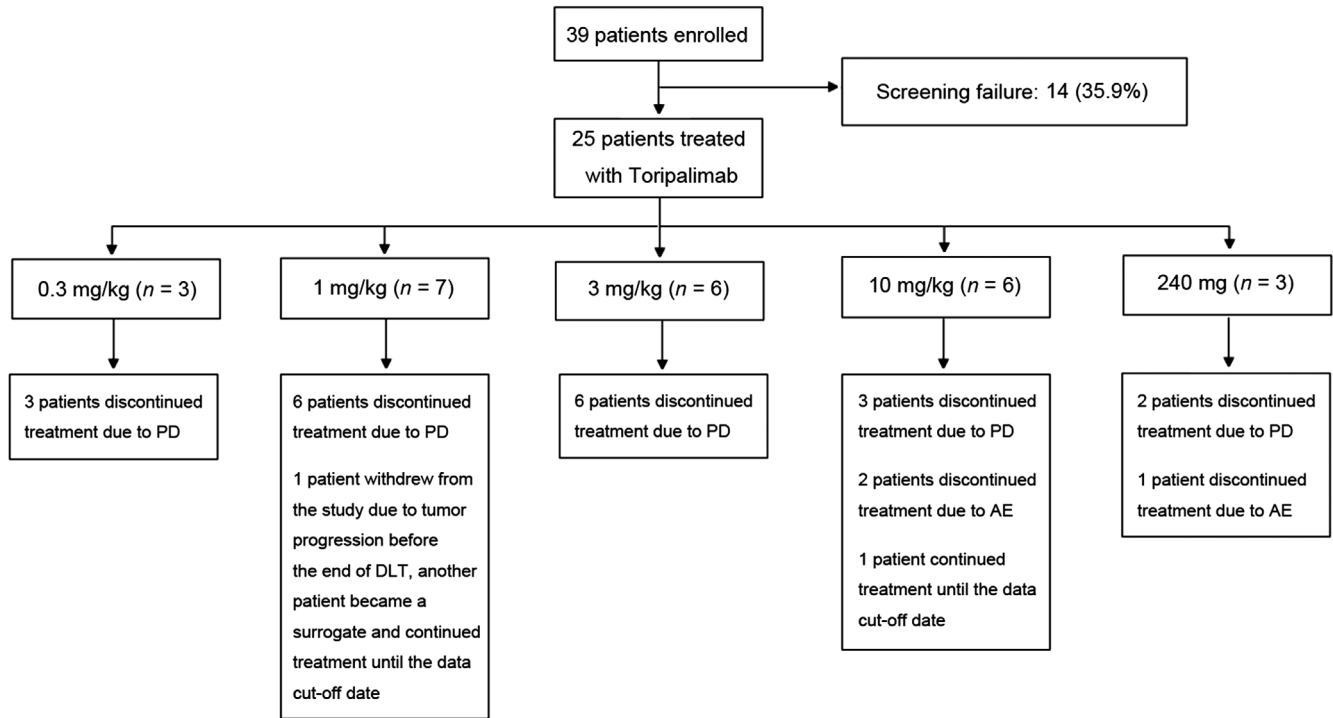 39 patients enrolled
Screening failure: 14 (35.9%)
25 patients treated
with Toripalimab
0.3 mg/kg (n = 3)
1 mg/kg (n = 7)
3 mg/kg (n = 6)
10 mg/kg (n = 6)
240 mg (n = 3)
3 patients discontinued
treatment due to PD
6 patients discontinued
treatment due to PD
1 patient withdrew from
the study due to tumor
progression before
the end of DLT, another
patient became a
surrogate and continued
treatment until the data
cut-off date
6 patients discontinued
treatment due to PD
3 patients discontinued
treatment due to PD
2 patients discontinued
treatment due to AE
1 patient continued
treatment until the data
cut-off date
2 patients discontinued
treatment due to PD
1 patient discontinued
treatment due to AE